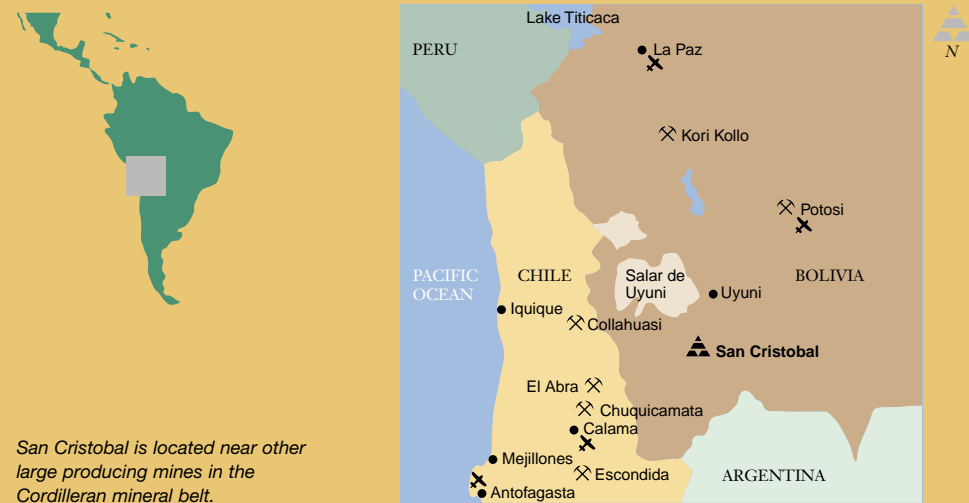 Lake Titicaca
N
PERU
La Paz
Kori Kollo
Potosi
PACIFIC
OCEAN
CHILE
Salar de
Uyuni
BOLIVIA
Uyuni
Iquique
Collahuasi
San Cristobal
El Abra
Chuquicamata
Calama
Mejillones
Escondida
ARGENTINA
Antofagasta
San Cristobal is located near other
large producing mines in the
Cordilleran mineral belt.